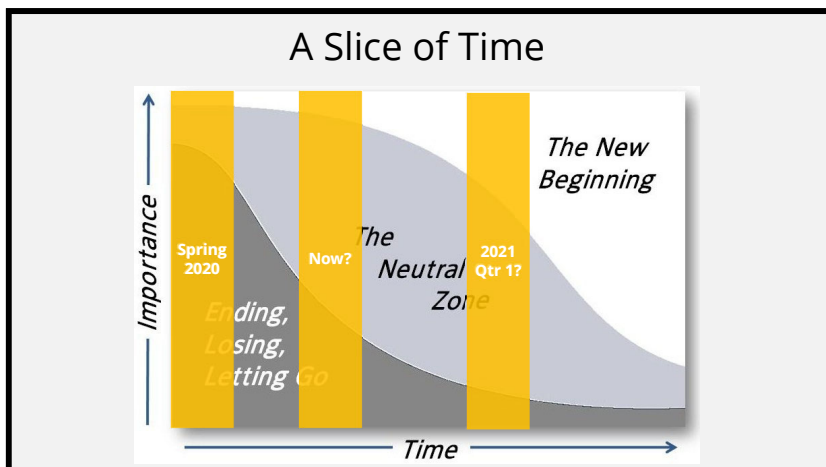 A Slice of Time
The New
Beginning
Importance
Spring
2020
Now?
The
Neutral
Zone
2021
Qtr 1?
Ending,
Losing,
Letting Go
Time